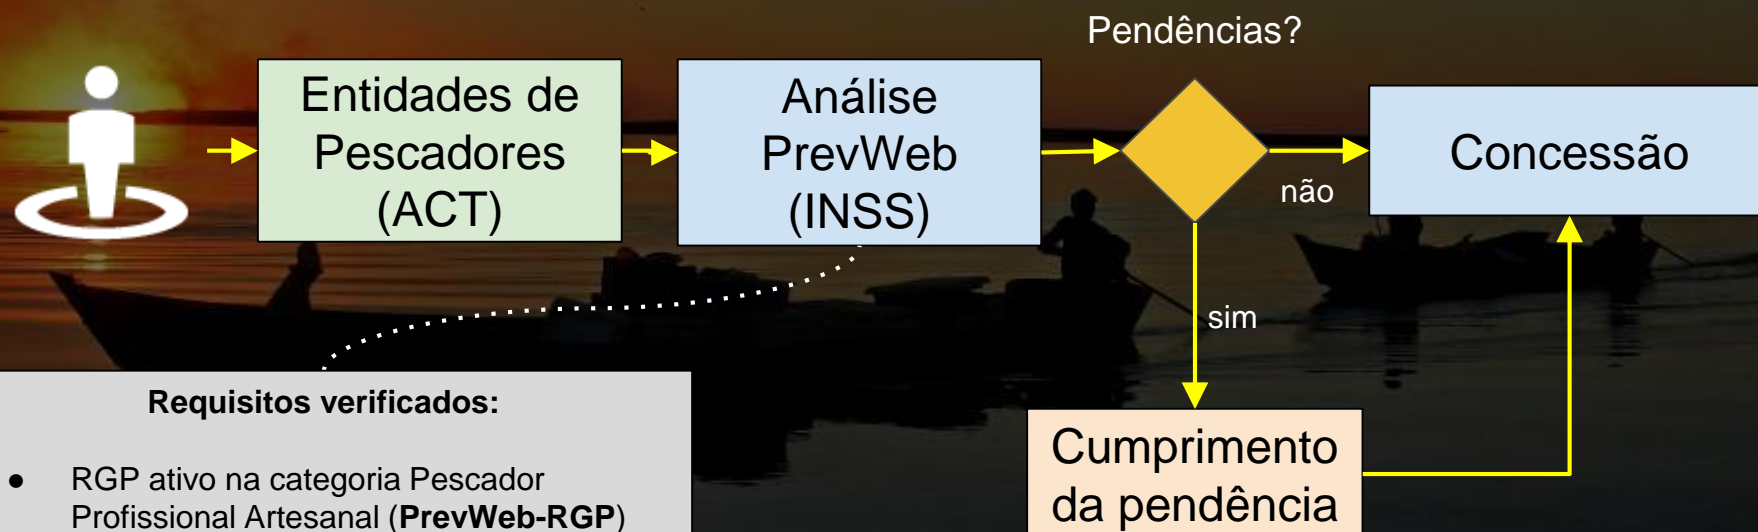 Pendências?
Entidades de
Pescadores
(ACT)
Análise
PrevWeb
(INSS)
Concessão
não
sim
Requisitos verificados:
● RGP ativo na categoria Pescador
Profissional Artesanal (PrevWeb-RGP)
Cumprimento
da pendência